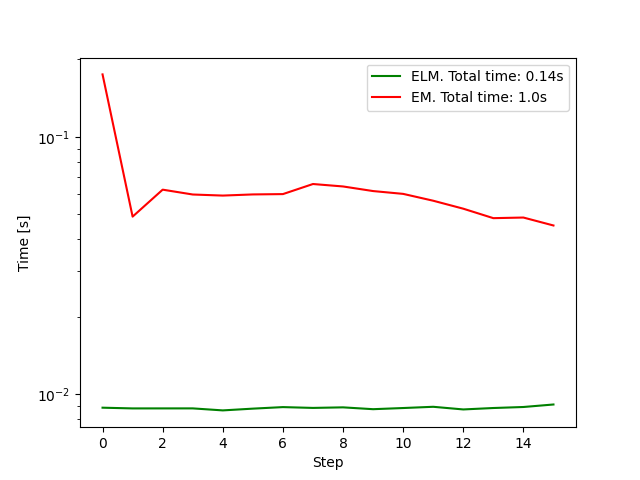 ELM. Total time: 0.14s
EM. Total time: 1.0s
10⁻¹
10⁻²
Time [s]
0 2 4 6 8 10 12 14
Step